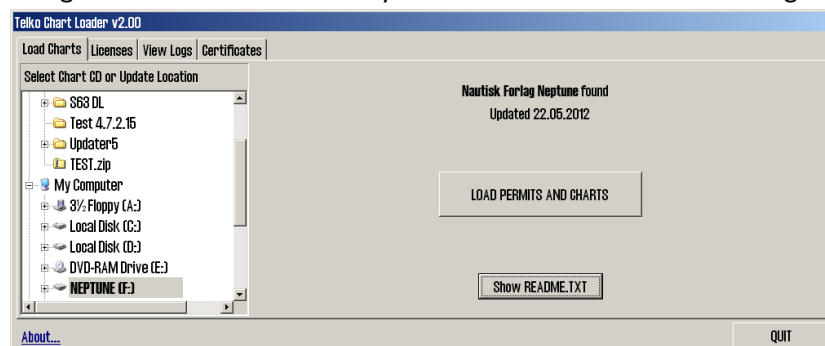 Telko Chart Loader v2.00
Load Charts Licenses View Logs Certificates
Select Chart CD or Update Location
S63 DL
Test 4.7.2.15
Updater5
TEST.zip
My Computer
3½ Floppy (A:)
Local Disk (C:)
Local Disk (D:)
DVD-RAM Drive (E:)
NEPTUNE (F:)
Nautisk Forlag Neptune found
Updated 22.05.2012
LOAD PERMITS AND CHARTS
Show README.TXT
About...
QUIT